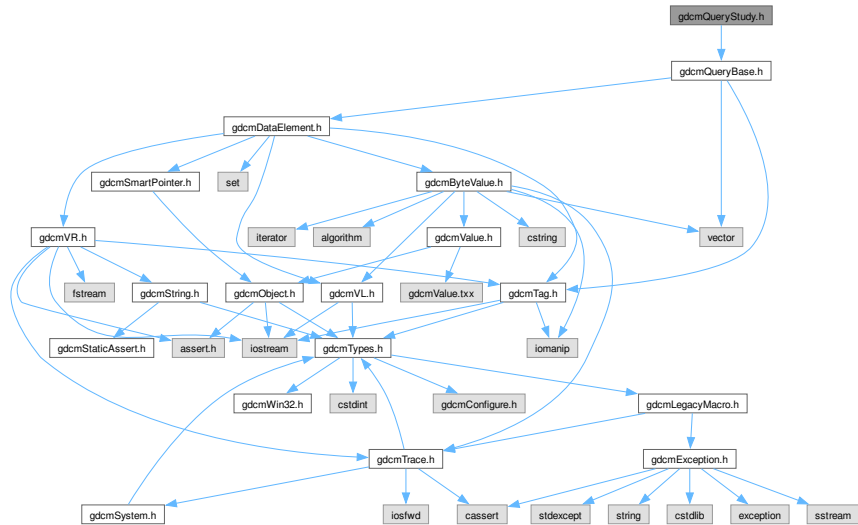 gdcmQueryStudy.h
gdcmQueryBase.h
gdcmDataElement.h
gdcmSmartPointer.h
set
gdcmByteValue.h
gdcmVR.h
iterator
algorithm
gdcmValue.h
cstring
vector
fstream
gdcmString.h
gdcmObject.h
gdcmVL.h
gdcmValue.txx
gdcmTag.h
gdcmStaticAssert.h
assert.h
iostream
gdcmTypes.h
iomanip
gdcmWin32.h
cstdint
gdcmConfigure.h
gdcmLegacyMacro.h
gdcmTrace.h
gdcmException.h
gdcmSystem.h
iosfwd
cassert
stdexcept
string
cstdlib
exception
sstream